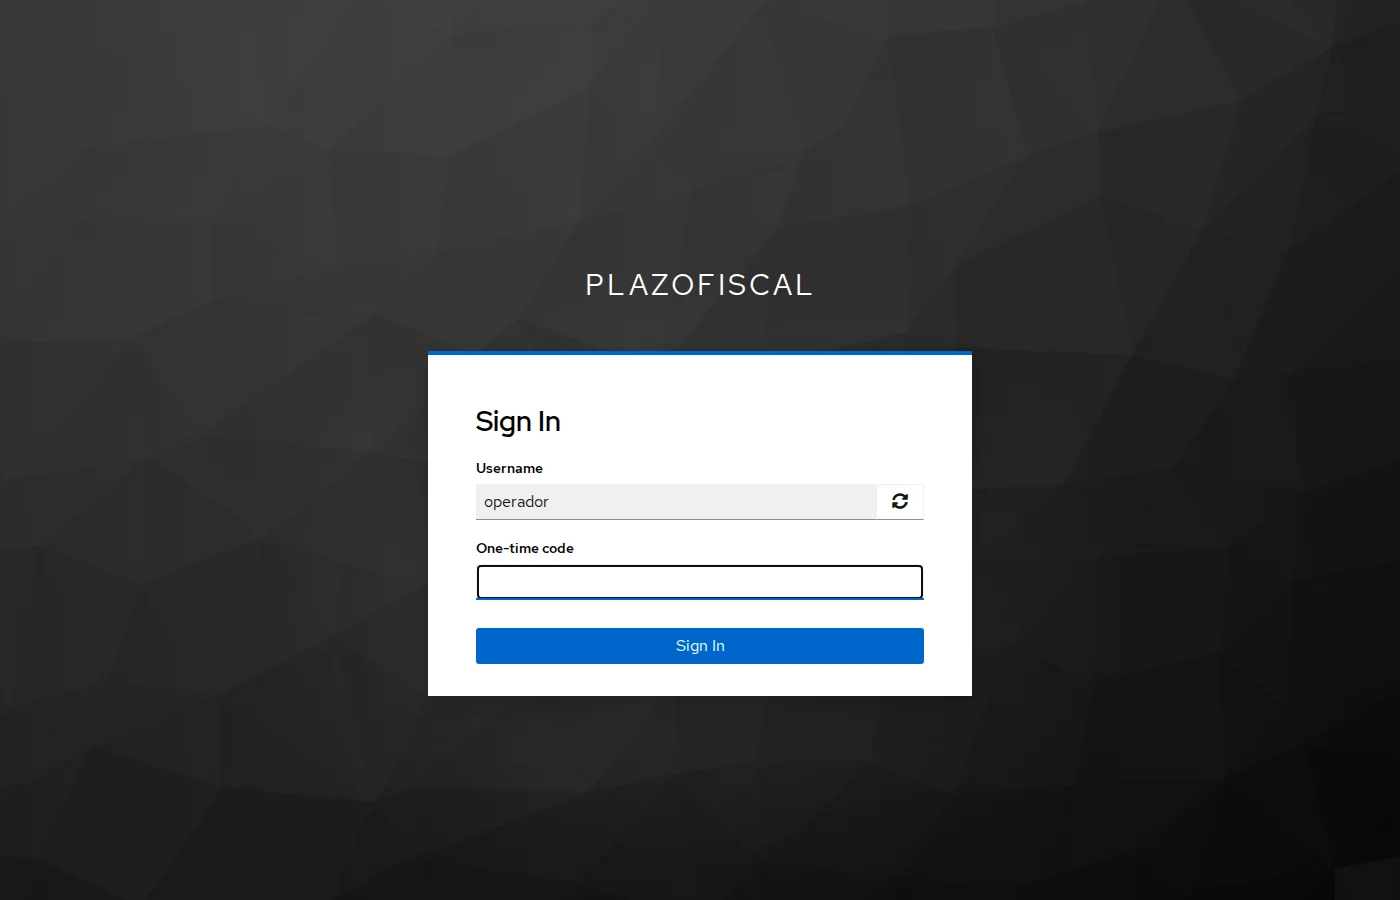 PLAZOFISCAL
Sign In
Username
operador
One-time code
Sign In